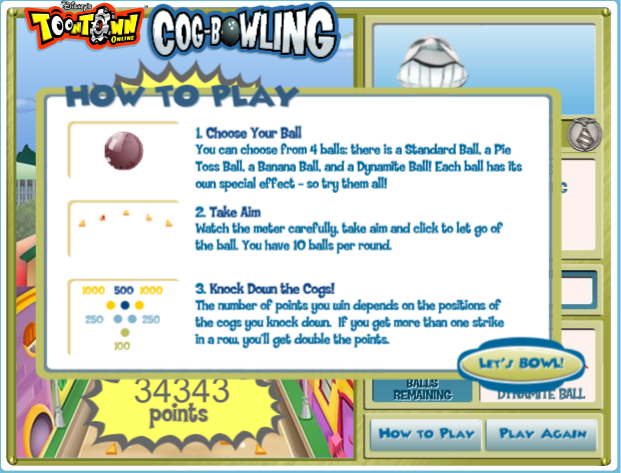 Disney's
TOONTOWN
ONLINE
COG-BOWLING
HOW TO PLAY
1. Choose Your Ball
You can choose from 4 balls: there is a Standard Ball, a Pie
Toss Ball, a Banana Ball, and a Dynamite Ball! Each ball has its
own special effect - so try them all!
2. Take Aim
Watch the meter carefully, take aim and click to let go of
the ball. You have 10 balls per round.
1000 500 1000
250 250
100
3. Knock Down the Cogs!
The number of points you win depends on the positions of
the cogs you knock down. If you get more than one strike
in a row, you'll get double the points.
LET'S BOWL!
34343
points
BALLS
REMAINING
DYNAMITE BALL
HOW TO PLAY
PLAY AGAIN